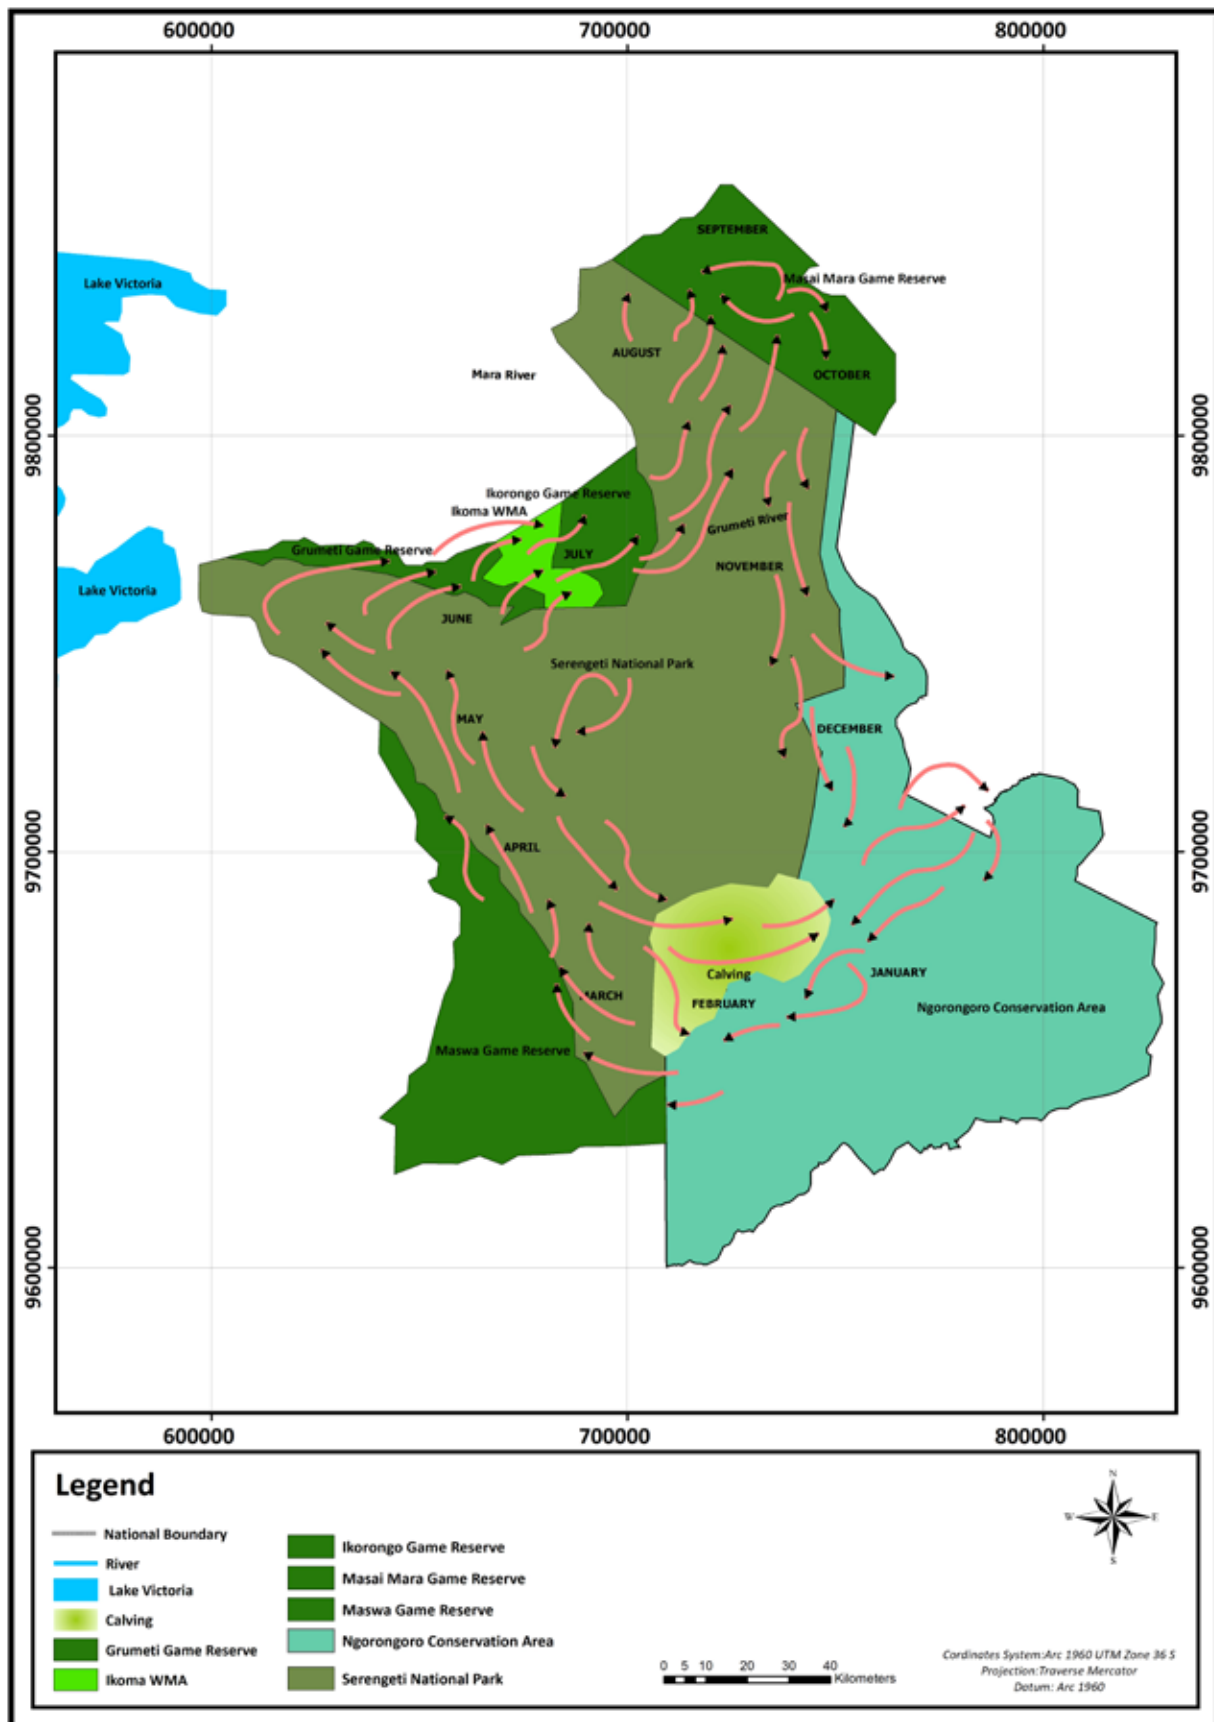 600000 700000 800000
SEPTEMBER
Masai Mara Game Reserve
Lake Victoria
AUGUST
Mara River
OCTOBER
9800000 9800000
Ikorongo Game Reserve
Ikoma WMA
Grumeti River
Grumeti Game Reserve
JULY
NOVEMBER
Lake Victoria
JUNE
Serengeti National Park
MAY
DECEMBER
APRIL
9700000 9700000
Calving
JANUARY
MARCH
FEBRUARY
Ngorongoro Conservation Area
Maswa Game Reserve
9600000 9600000
600000 700000 800000
Legend
National Boundary
River
Lake Victoria
Calving
Grumeti Game Reserve
Ikoma WMA
Ikorongo Game Reserve
Masai Mara Game Reserve
Maswa Game Reserve
Ngorongoro Conservation Area
Serengeti National Park
0 5 10 20 30 40
Kilometers
N
W E
S
Cordinates System:Arc 1960 UTM Zone 36 S
Projection:Traverse Mercator
Datum: Arc 1960